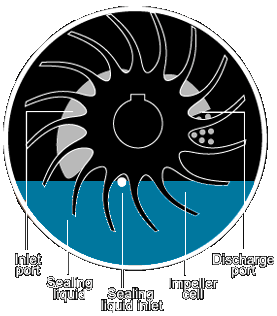 Inlet
port
Sealing
liquid
Sealing
liquid inlet
Impeller
cell
Discharge
port